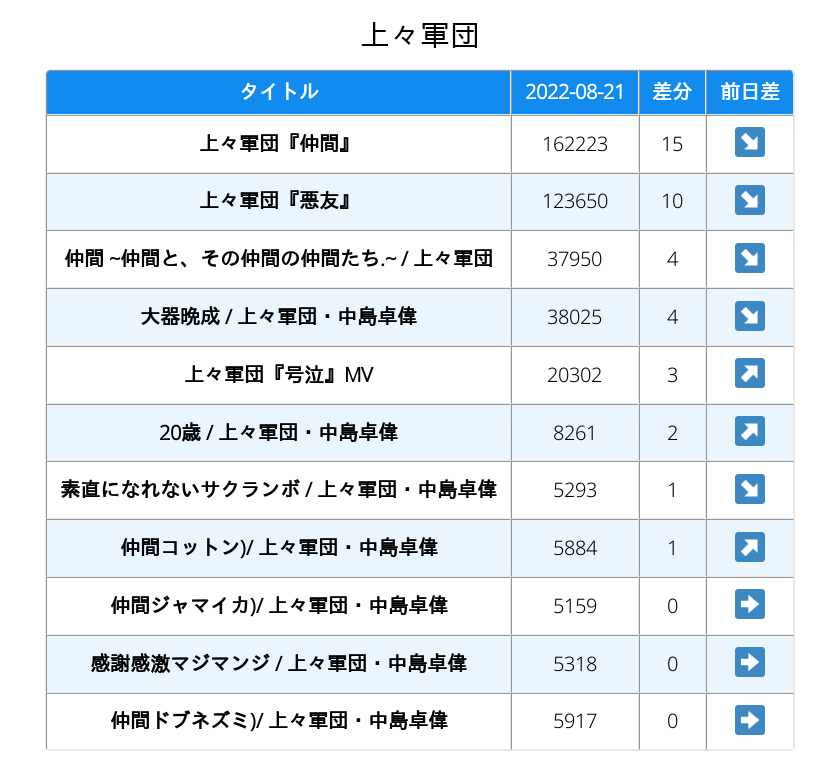 上々軍団
タイトル 2022-08-21 差分 前日差
上々軍団『仲間』 162223 15 ↘
上々軍団『悪友』 123650 10 ↘
仲間 ~仲間と、その仲間の仲間たち.~ / 上々軍団 37950 4 ↘
大器晩成 / 上々軍団・中島卓偉 38025 4 ↘
上々軍団『号泣』MV 20302 3 ↗
20歳 / 上々軍団・中島卓偉 8261 2 ↗
素直になれないサクランボ / 上々軍団・中島卓偉 5293 1 ↘
仲間コットン)/ 上々軍団・中島卓偉 5884 1 ↗
仲間ジャマイカ)/ 上々軍団・中島卓偉 5159 0 ➡
感謝感激マジマンジ / 上々軍団・中島卓偉 5318 0 ➡
仲間ドブネズミ)/ 上々軍団・中島卓偉 5917 0 ➡